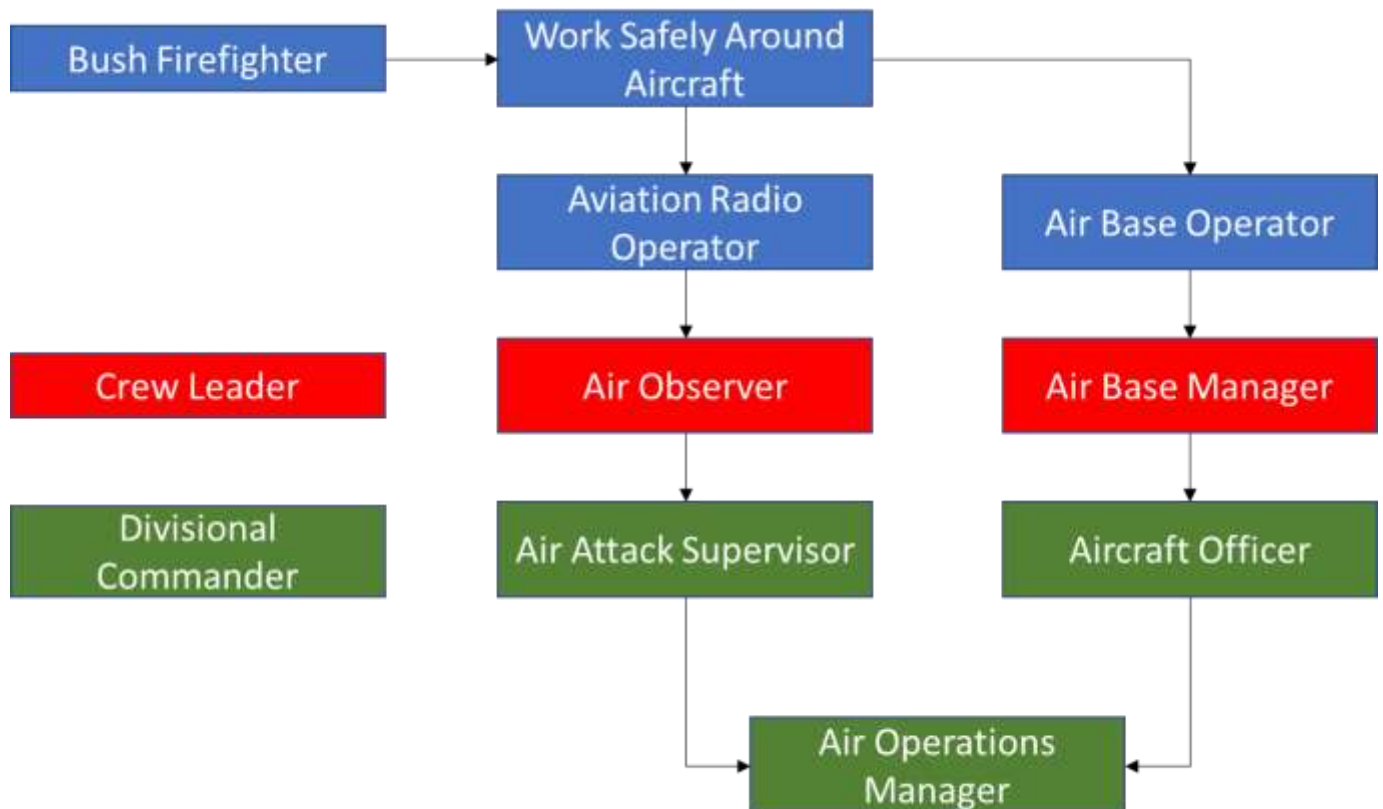 Bush Firefighter
Work Safely Around
Aircraft
Aviation Radio
Operator
Air Base Operator
Crew Leader
Air Observer
Air Base Manager
Divisional
Commander
Air Attack Supervisor
Aircraft Officer
Air Operations
Manager